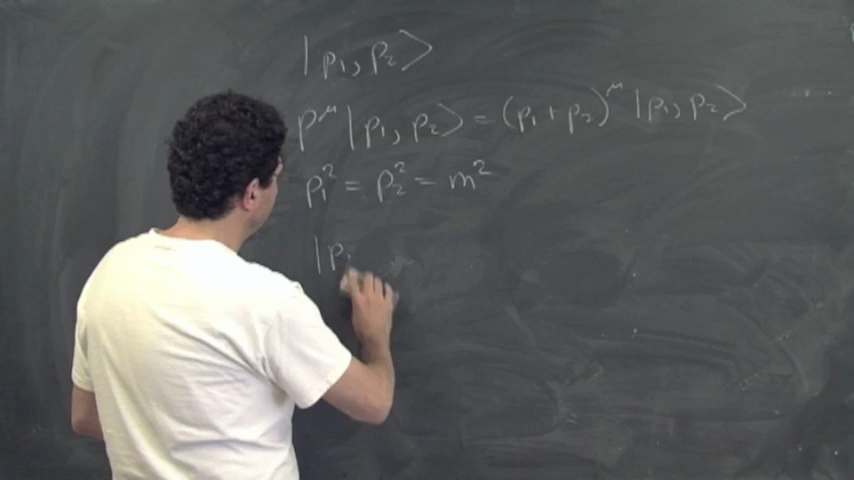 |p₁, p₂⟩
P^μ |p₁, p₂⟩ = (p₁ + p₂)^μ |p₁, p₂⟩
p₁² = p₂² = m²
|p